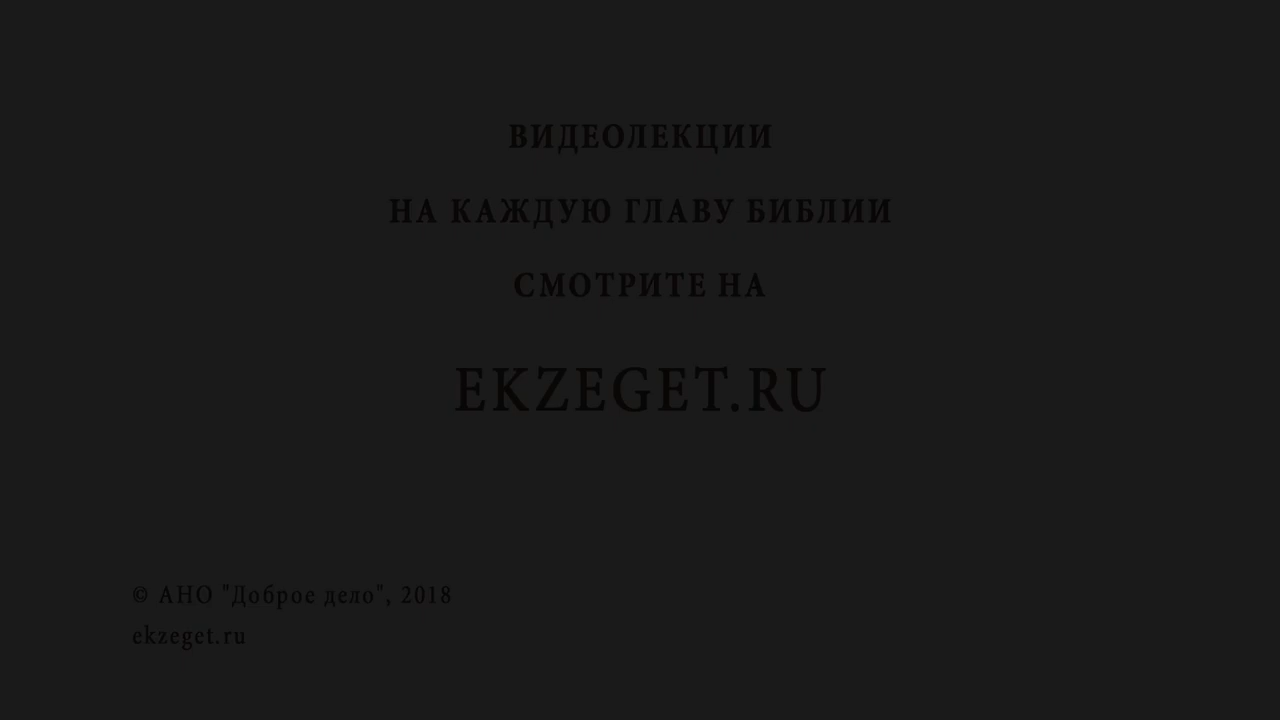 ВИДЕОЛЕКЦИИ
НА КАЖДУЮ ГЛАВУ БИБЛИИ
СМОТРИТЕ НА
EKZEGET.RU
© АНО "Доброе дело", 2018
ekzeget.ru